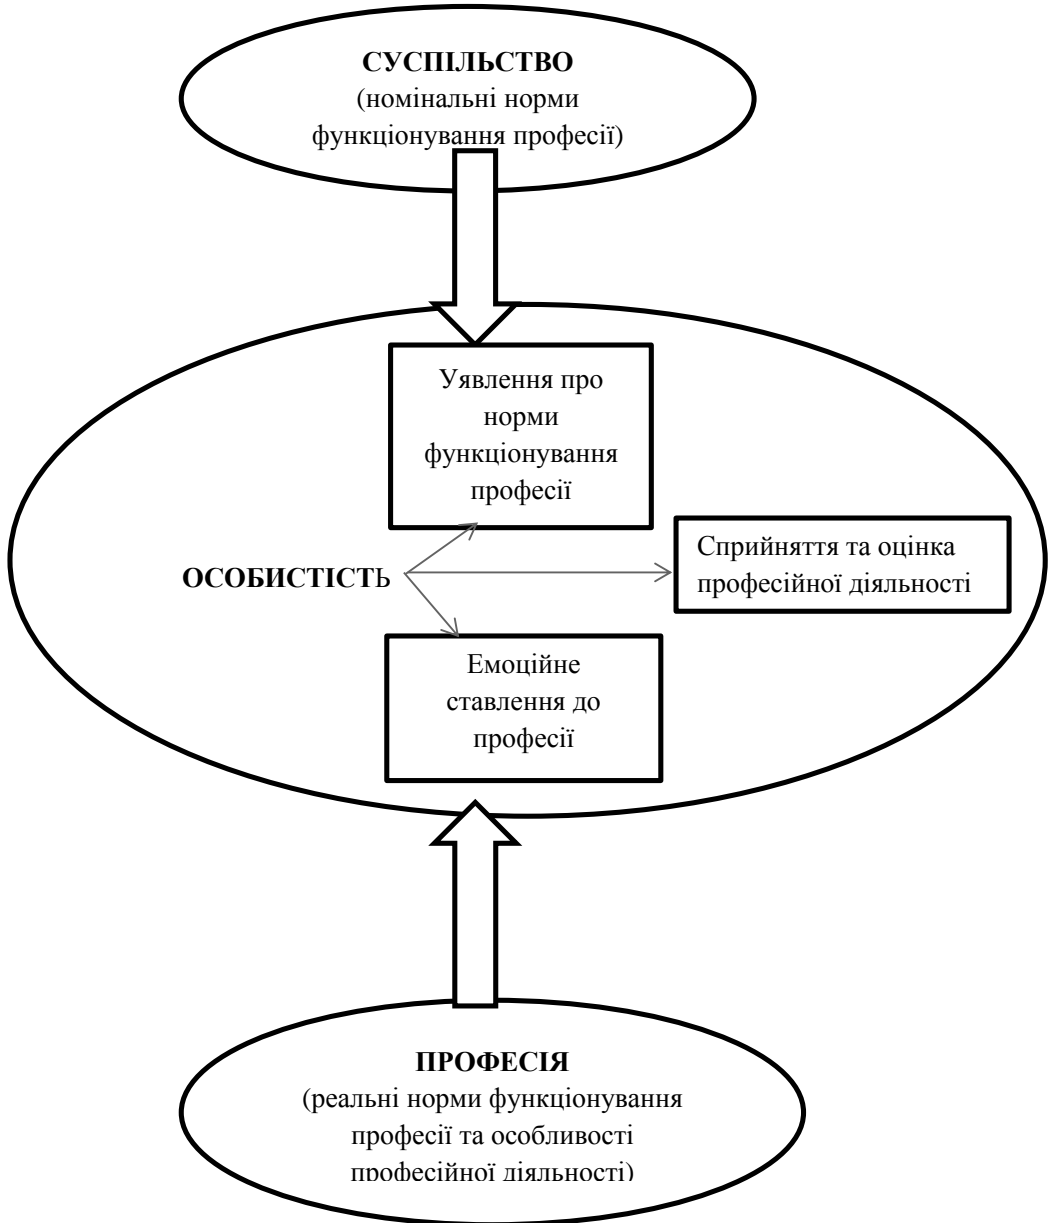 СУСПІЛЬСТВО
(номінальні норми
функціонування професії)
Уявлення про
норми
функціонування
професії
Сприйняття та оцінка
професійної діяльності
ОСОБИСТІСТЬ
Емоційне
ставлення до
професії
ПРОФЕСІЯ
(реальні норми функціонування
професії та особливості
професійної діяльності)